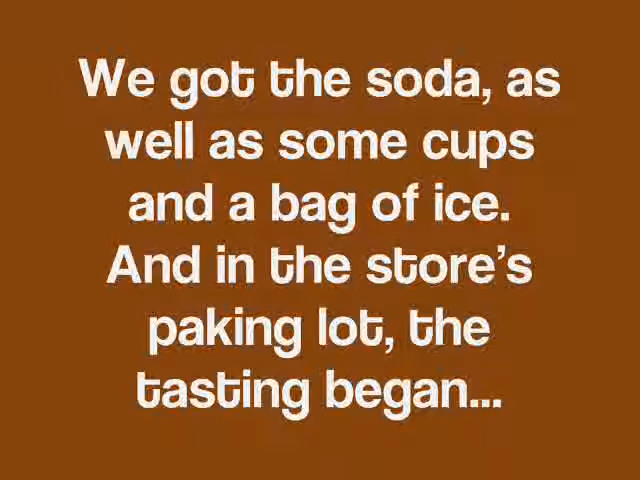 We got the soda, as
well as some cups
and a bag of ice.
And in the store's
paking lot, the
tasting began...